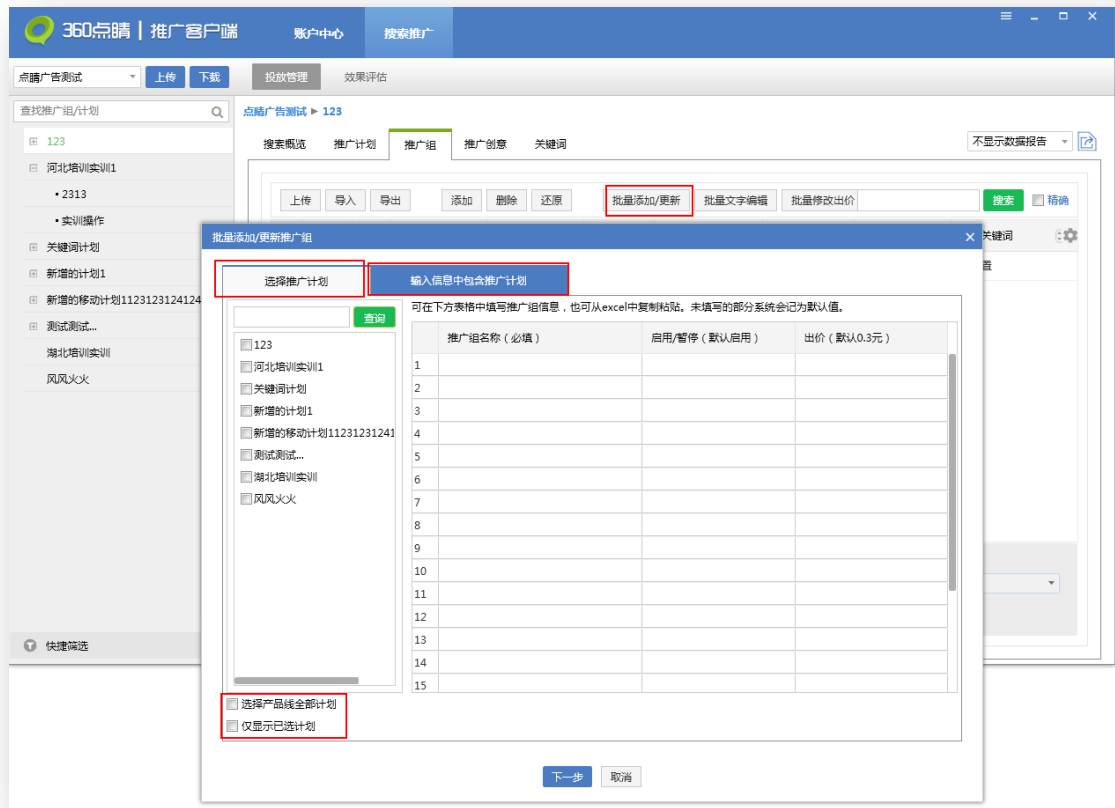 360点睛 | 推广客户端 账户中心 搜索推广
点睛广告测试 上传 下载 投放管理 效果评估
查找推广组/计划
点睛广告测试 ▶ 123
123
河北培训实训1
• 2313
• 实训操作
关键词计划
新增的计划1
新增的移动计划1123123124124
测试测试...
湖北培训实训
风风火火
快捷筛选
搜索概览 推广计划 推广组 推广创意 关键词 不显示数据报告
上传 导入 导出 添加 删除 还原 批量添加/更新 批量文字编辑 批量修改出价 搜索 精确
关键词
置
批量添加/更新推广组
选择推广计划 输入信息中包含推广计划
查询
123
河北培训实训1
关键词计划
新增的计划1
新增的移动计划11231231241
测试测试...
湖北培训实训
风风火火
可在下方表格中填写推广组信息，也可从excel中复制粘贴。未填写的部分系统会记为默认值。
推广组名称（必填） 启用/暂停（默认启用） 出价（默认0.3元）
1
2
3
4
5
6
7
8
9
10
11
12
13
14
15
选择产品线全部计划
仅显示已选计划
下一步 取消